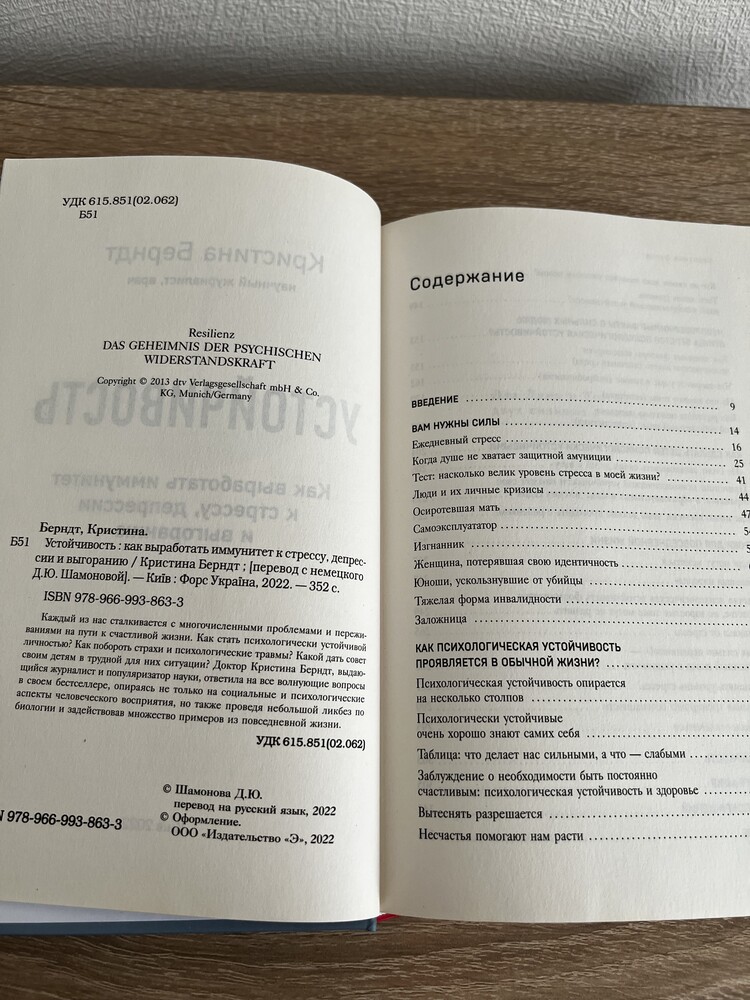 УДК 615.851(02.062)
Б51
Resilienz
DAS GEHEIMNIS DER PSYCHISCHEN
WIDERSTANDSKRAFT
Copyright © 2013 dtv Verlagsgesellschaft mbH & Co.
KG, Munich/Germany
Берндт, Кристина.
Б51 Устойчивость : как выработать иммунитет к стрессу, депрес-
сии и выгоранию / Кристина Берндт ; [перевод с немецкого
Д.Ю. Шамоновой]. — Київ : Форс Україна, 2022. — 352 с.
ISBN 978-966-993-863-3
Каждый из нас сталкивается с многочисленными проблемами и пережи-
ваниями на пути к счастливой жизни. Как стать психологически устойчивой
личностью? Как побороть страхи и психологические травмы? Какой дать совет
своим детям в трудной для них ситуации? Доктор Кристина Берндт, выдаю-
щийся журналист и популяризатор науки, ответила на все волнующие вопросы
в своем бестселлере, опираясь не только на социальные и психологические
аспекты человеческого восприятия, но также проведя небольшой ликбез по
биологии и задействовав множество примеров из повседневной жизни.
УДК 615.851(02.062)
© Шамонова Д.Ю.
перевод на русский язык, 2022
© Оформление.
ООО «Издательство «Э», 2022
N 978-966-993-863-3
Содержание
ВВЕДЕНИЕ 9
ВАМ НУЖНЫ СИЛЫ 14
Ежедневный стресс 16
Когда душе не хватает защитной амуниции 25
Тест: насколько велик уровень стресса в моей жизни? 41
Люди и их личные кризисы 44
Осиротевшая мать 47
Самоэксплуататор
Изгнанник
Женщина, потерявшая свою идентичность
Юноши, ускользнувшие от убийцы
Тяжелая форма инвалидности
Заложница
КАК ПСИХОЛОГИЧЕСКАЯ УСТОЙЧИВОСТЬ
ПРОЯВЛЯЕТСЯ В ОБЫЧНОЙ ЖИЗНИ?
Психологическая устойчивость опирается
на несколько столпов
Психологически устойчивые
очень хорошо знают самих себя
Таблица: что делает нас сильными, а что — слабыми
Заблуждение о необходимости быть постоянно
счастливым: психологическая устойчивость и здоровье
Вытеснять разрешается
Несчастья помогают нам расти